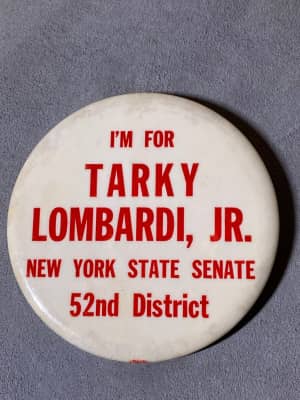 I'M FOR
TARKY
LOMBARDI, JR.
NEW YORK STATE SENATE
52nd District